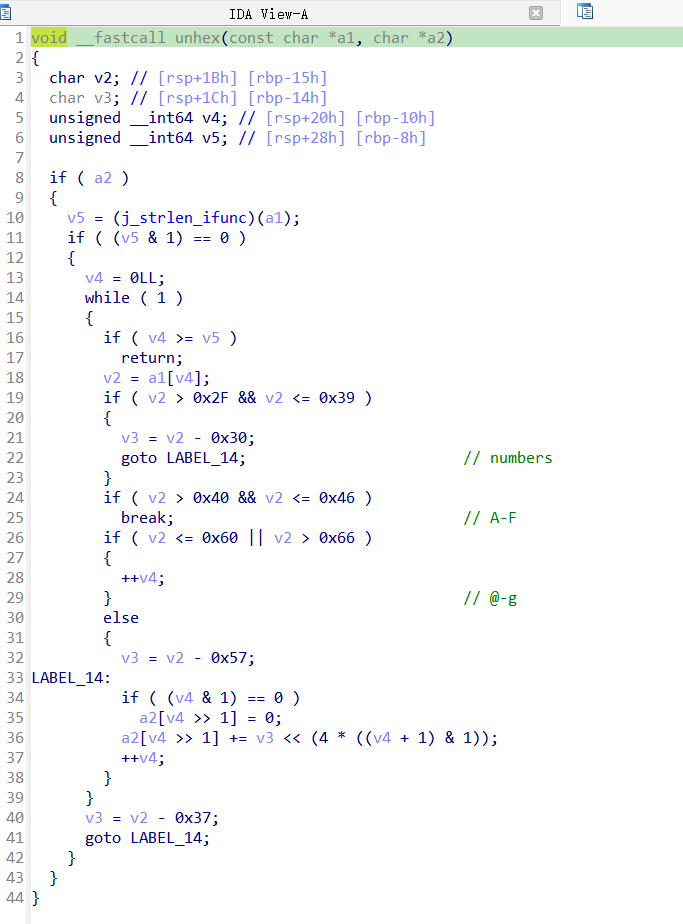 IDA View-A
1 void __fastcall unhex(const char *a1, char *a2)
2 {
3   char v2; // [rsp+1Bh] [rbp-15h]
4   char v3; // [rsp+1Ch] [rbp-14h]
5   unsigned __int64 v4; // [rsp+20h] [rbp-10h]
6   unsigned __int64 v5; // [rsp+28h] [rbp-8h]
7
8   if ( a2 )
9   {
10     v5 = (j_strlen_ifunc)(a1);
11     if ( (v5 & 1) == 0 )
12     {
13       v4 = 0LL;
14       while ( 1 )
15       {
16         if ( v4 >= v5 )
17           return;
18         v2 = a1[v4];
19         if ( v2 > 0x2F && v2 <= 0x39 )
20         {
21           v3 = v2 - 0x30;
22           goto LABEL_14;                        // numbers
23         }
24         if ( v2 > 0x40 && v2 <= 0x46 )
25           break;                                // A-F
26         if ( v2 <= 0x60 || v2 > 0x66 )
27         {
28           ++v4;
29         }                                       // @-g
30         else
31         {
32           v3 = v2 - 0x57;
33 LABEL_14:
34           if ( (v4 & 1) == 0 )
35             a2[v4 >> 1] = 0;
36           a2[v4 >> 1] += v3 << (4 * ((v4 + 1) & 1));
37           ++v4;
38         }
39       }
40       v3 = v2 - 0x37;
41       goto LABEL_14;
42     }
43   }
44 }